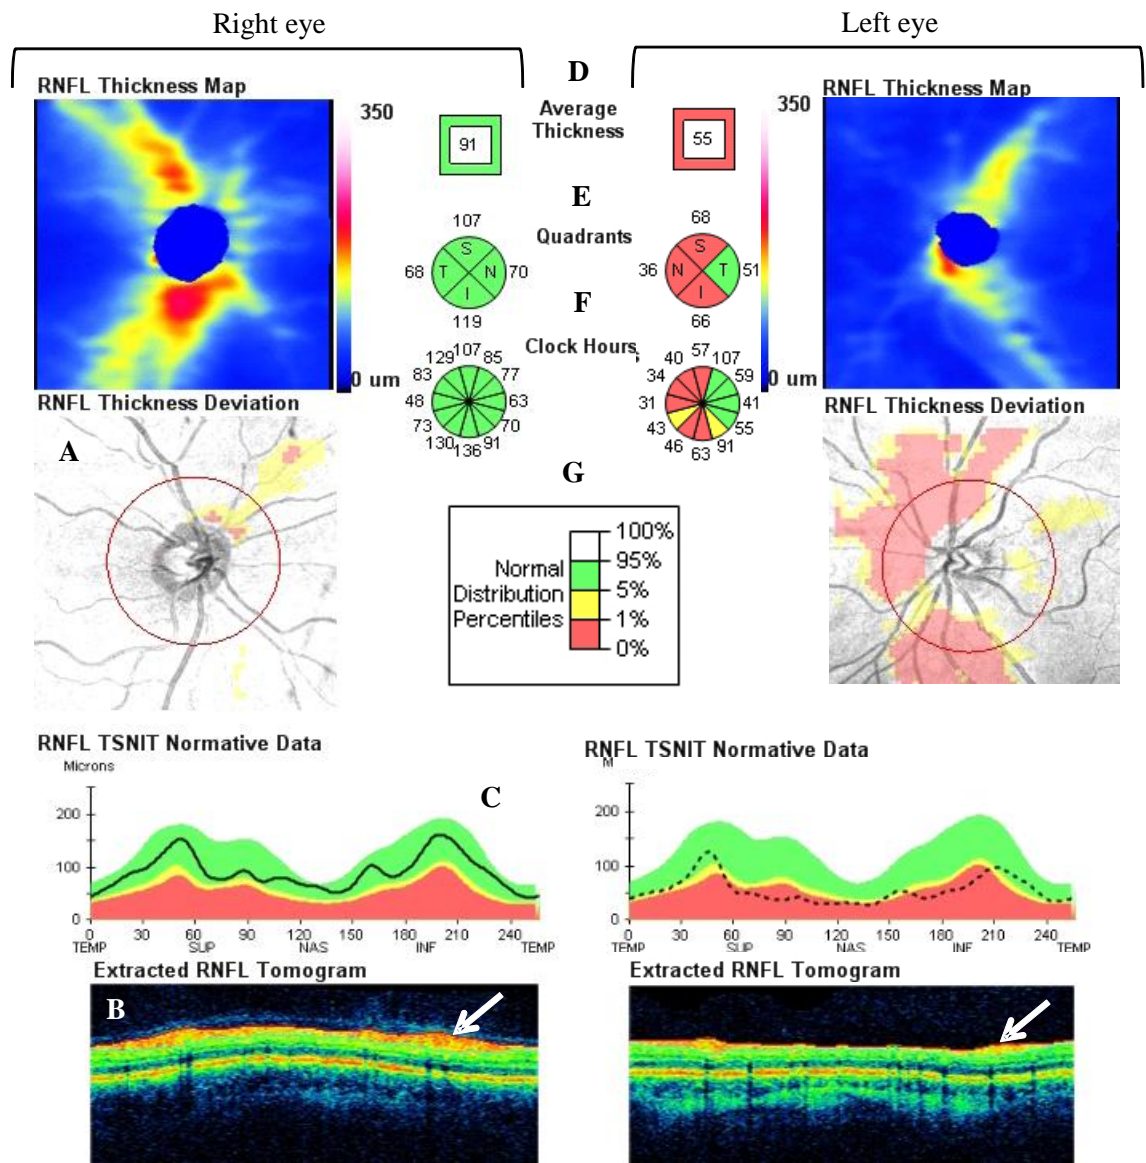 Right eye
Left eye
RNFL Thickness Map
D
RNFL Thickness Map
350
Average
Thickness
350
91
55
E
107
68
Quadrants
S
T
N
I
68
70
119
S
N
T
I
36
51
66
F
Clock Hours
0 um
0 um
129 107 85
83 77
48 63
73 70
130 136 91
40 57 107
34 59
31 41
43 55
46 63 91
RNFL Thickness Deviation
RNFL Thickness Deviation
A
G
Normal
Distribution
Percentiles
100%
95%
5%
1%
0%
RNFL TSNIT Normative Data
Microns
RNFL TSNIT Normative Data
M
C
200
100
0
0 30 60 90 120 150 180 210 240
TEMP SUP NAS INF TEMP
200
100
0
0 30 60 90 120 150 180 210 240
TEMP SUP NAS INF TEMP
Extracted RNFL Tomogram
Extracted RNFL Tomogram
B